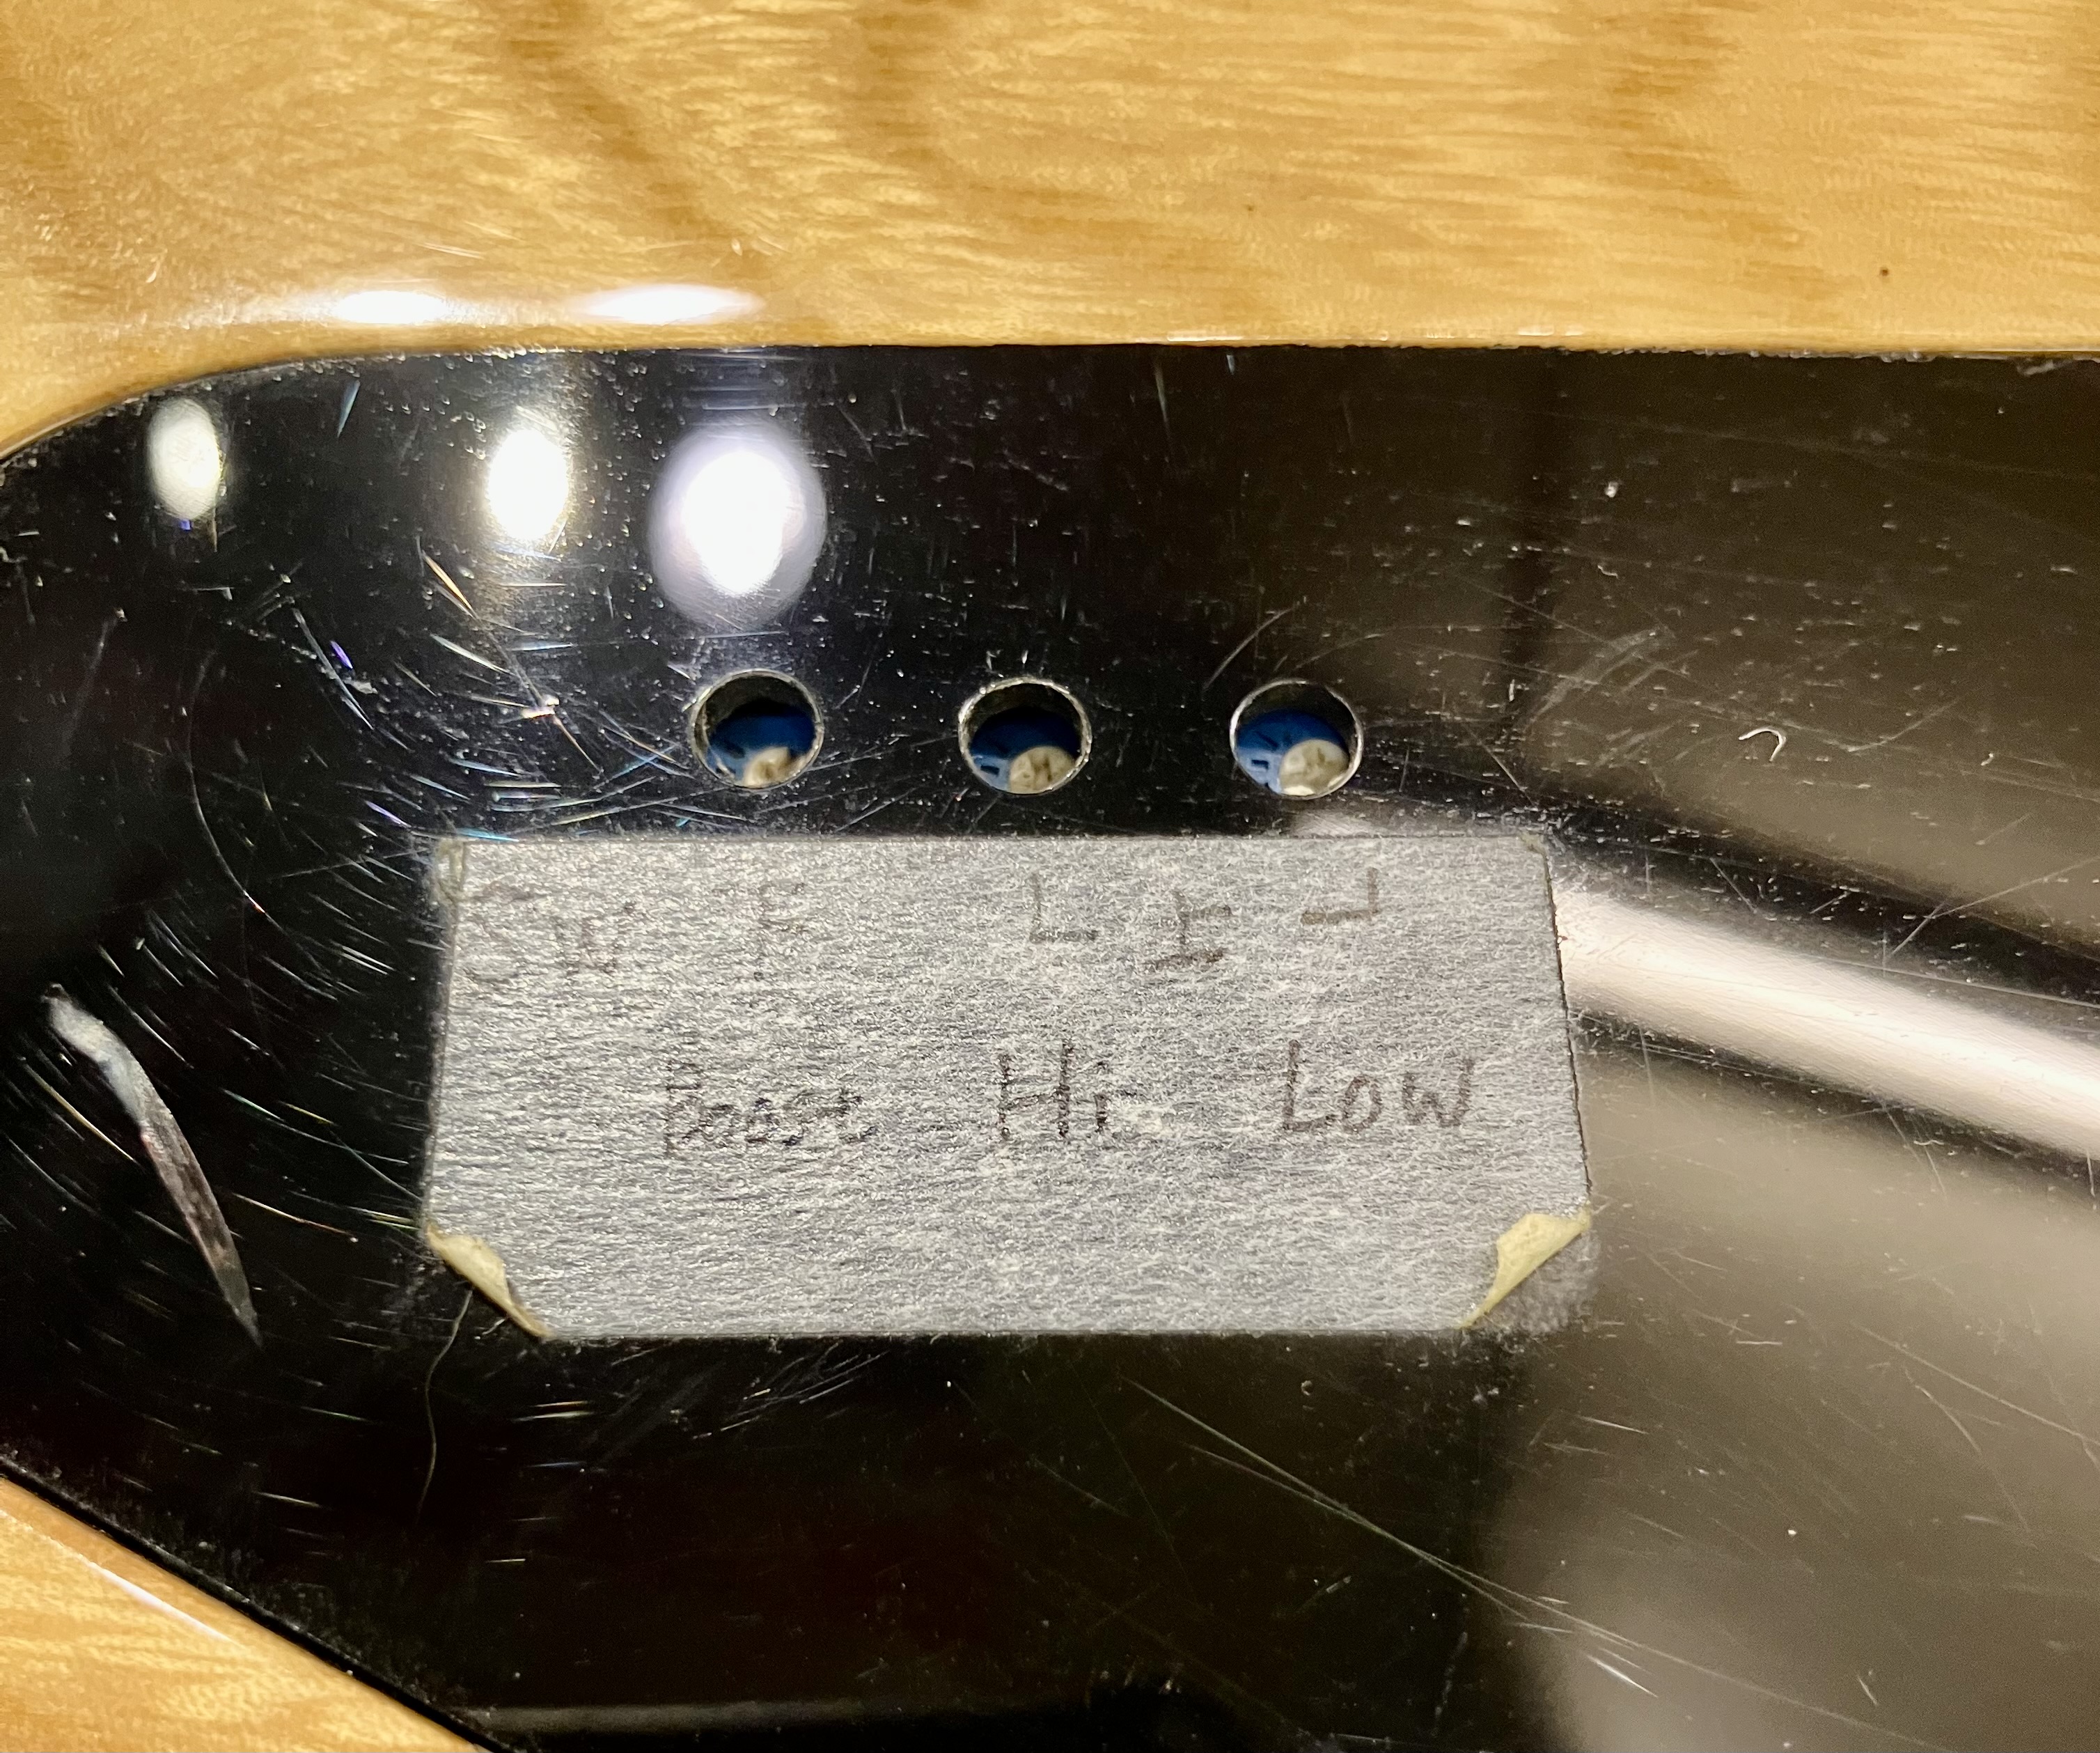 SW F L ± ┘
Boost Hi Low